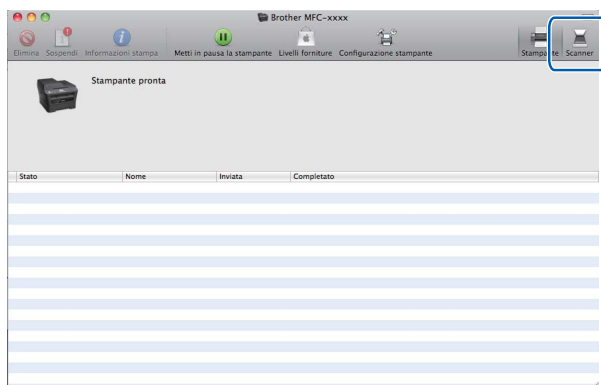 Brother MFC-xxxx
Elimina Sospendi Informazioni stampa Metti in pausa la stampante Livelli forniture Configurazione stampante Stampante Scanner
Stampante pronta
Stato Nome Inviata Completato